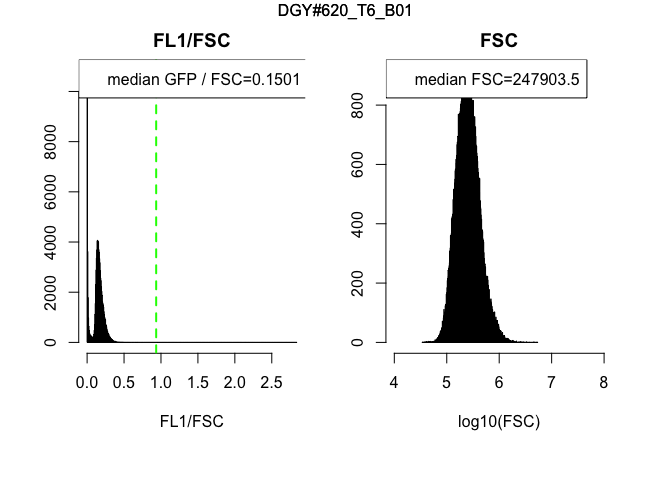 DGY#620_T6_B01
FL1/FSC
median GFP / FSC=0.1501
0
2000
4000
6000
8000
0.0 0.5 1.0 1.5 2.0 2.5
FL1/FSC
FSC
median FSC=247903.5
0
200
400
600
800
4 5 6 7 8
log10(FSC)